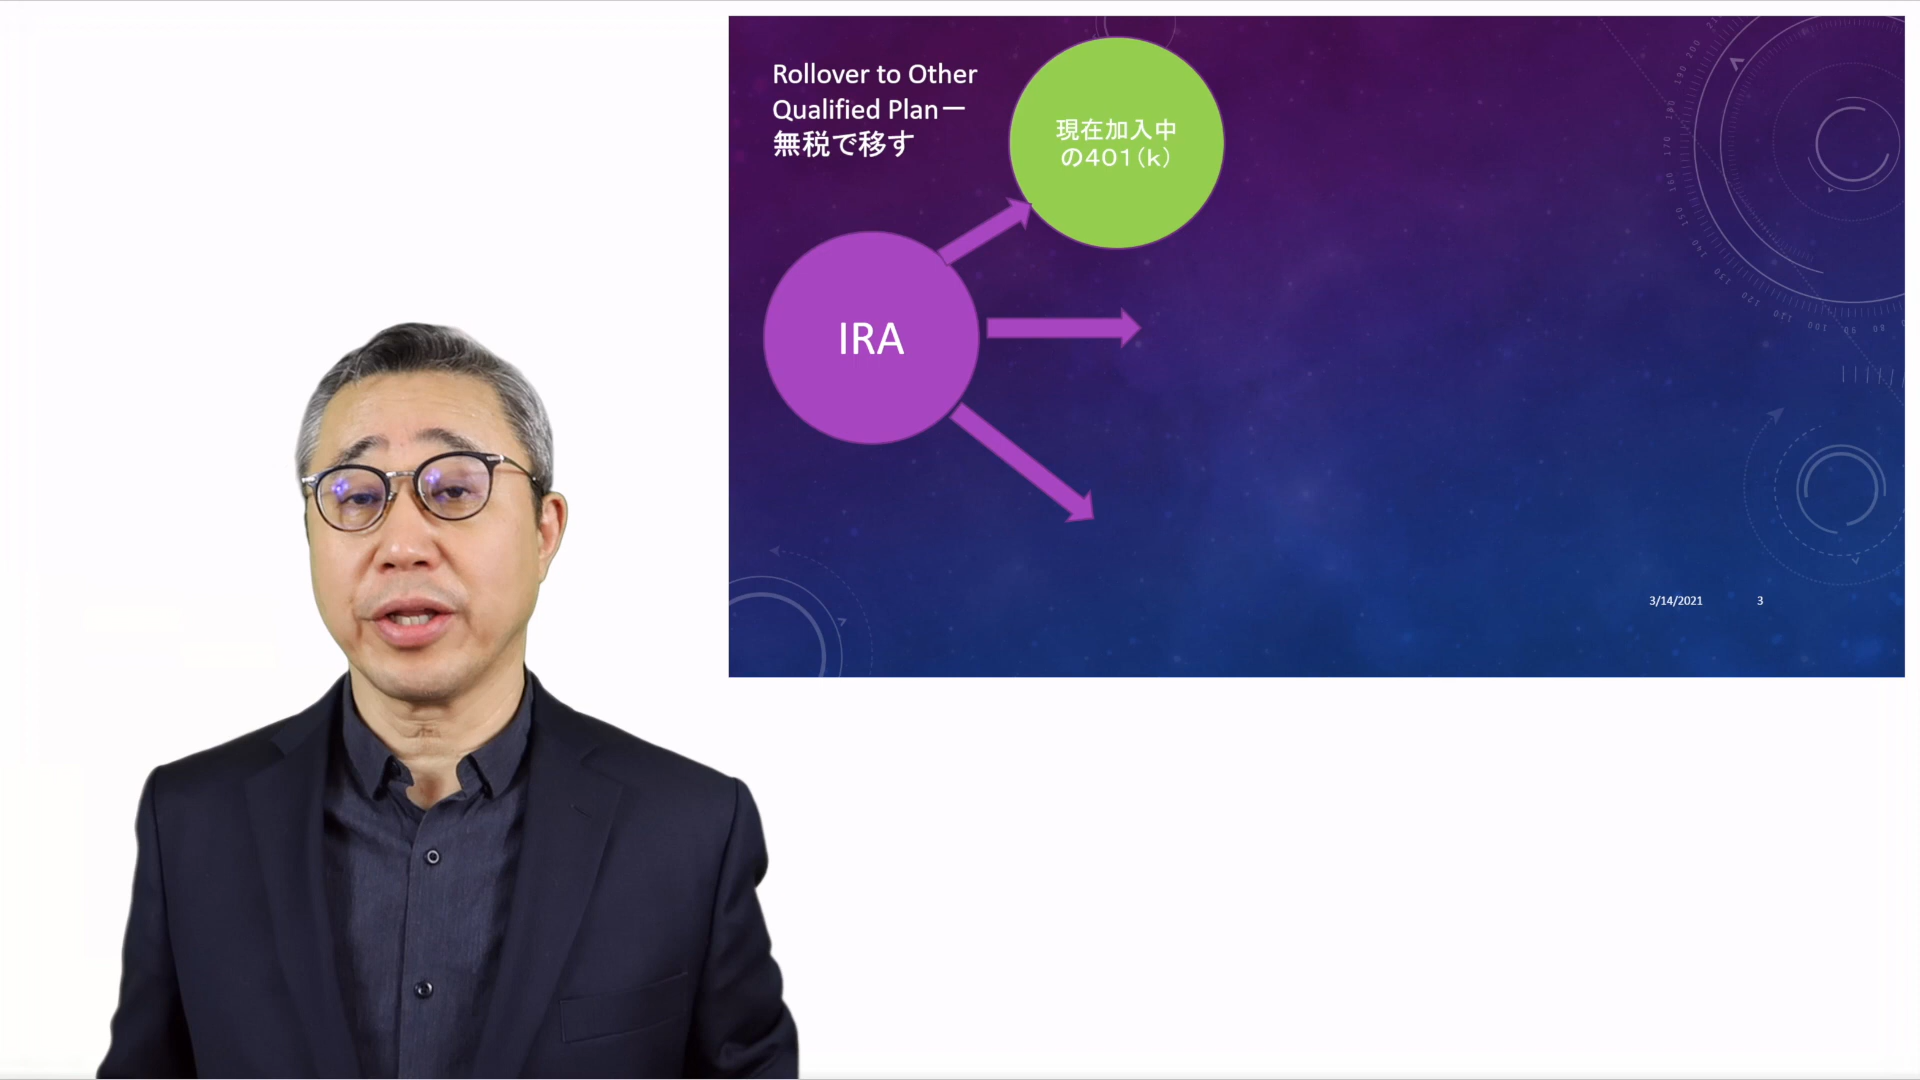 Rollover to Other
Qualified Plan－
無税で移す
現在加入中
の４０１（ｋ）
IRA
3/14/2021 3